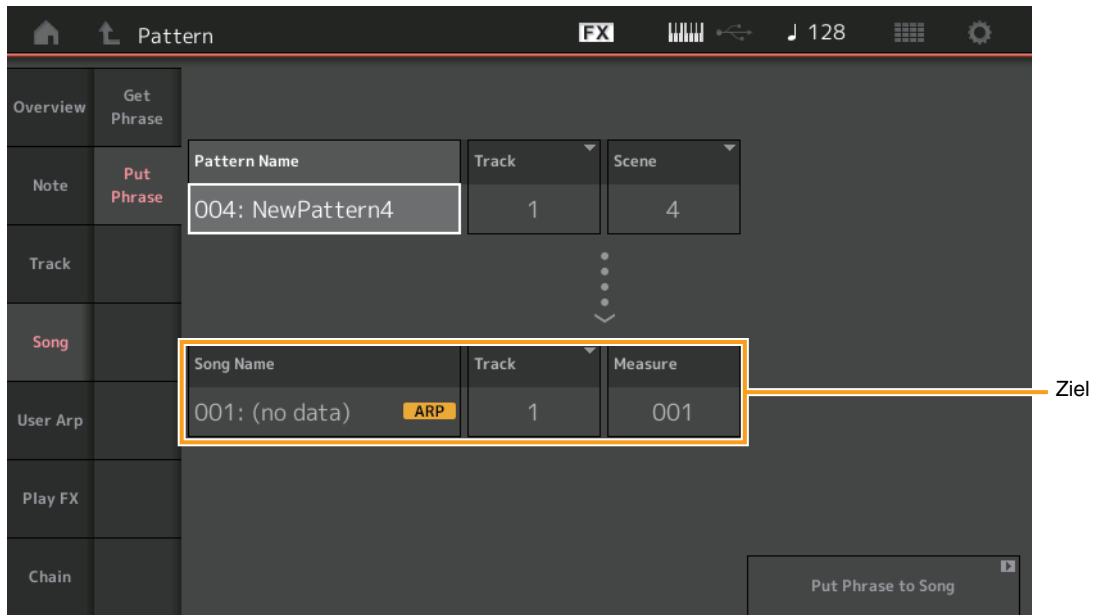 Pattern
FX
♩ 128
Overview
Get
Phrase
Note
Put
Phrase
Pattern Name
Track
Scene
004: NewPattern4
1
4
Track
Song
Song Name
Track
Measure
001: (no data)
ARP
1
001
Ziel
User Arp
Play FX
Chain
Put Phrase to Song